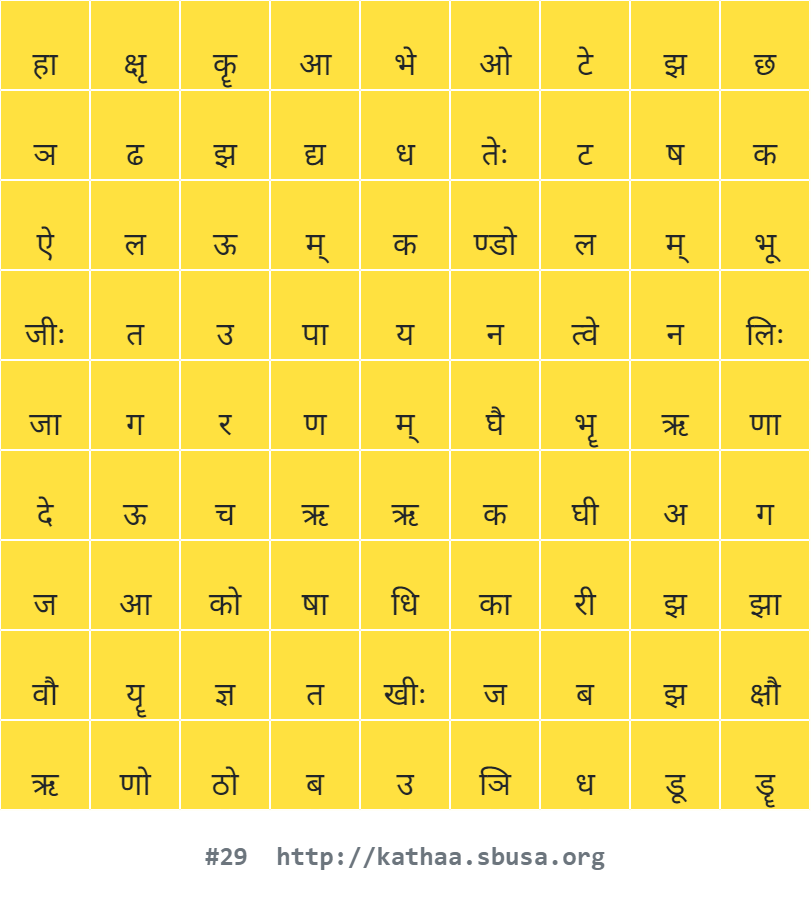 हा क्षृ कॄ आ भे ओ टे झ छ
ञ ढ झ द्य ध तेः ट ष क
ऐ ल ऊ म् क ण्डो ल म् भू
जीः त उ पा य न त्वे न लिः
जा ग र ण म् घै भॄ ऋ णा
दे ऊ च ऋ ऋ क घी अ ग
ज आ को षा धि का री झ झा
वौ यॄ ज्ञ त खीः ज ब झ क्षौ
ऋ णो ठो ब उ ञि ध डू डॄ
#29 http://kathaa.sbusa.org